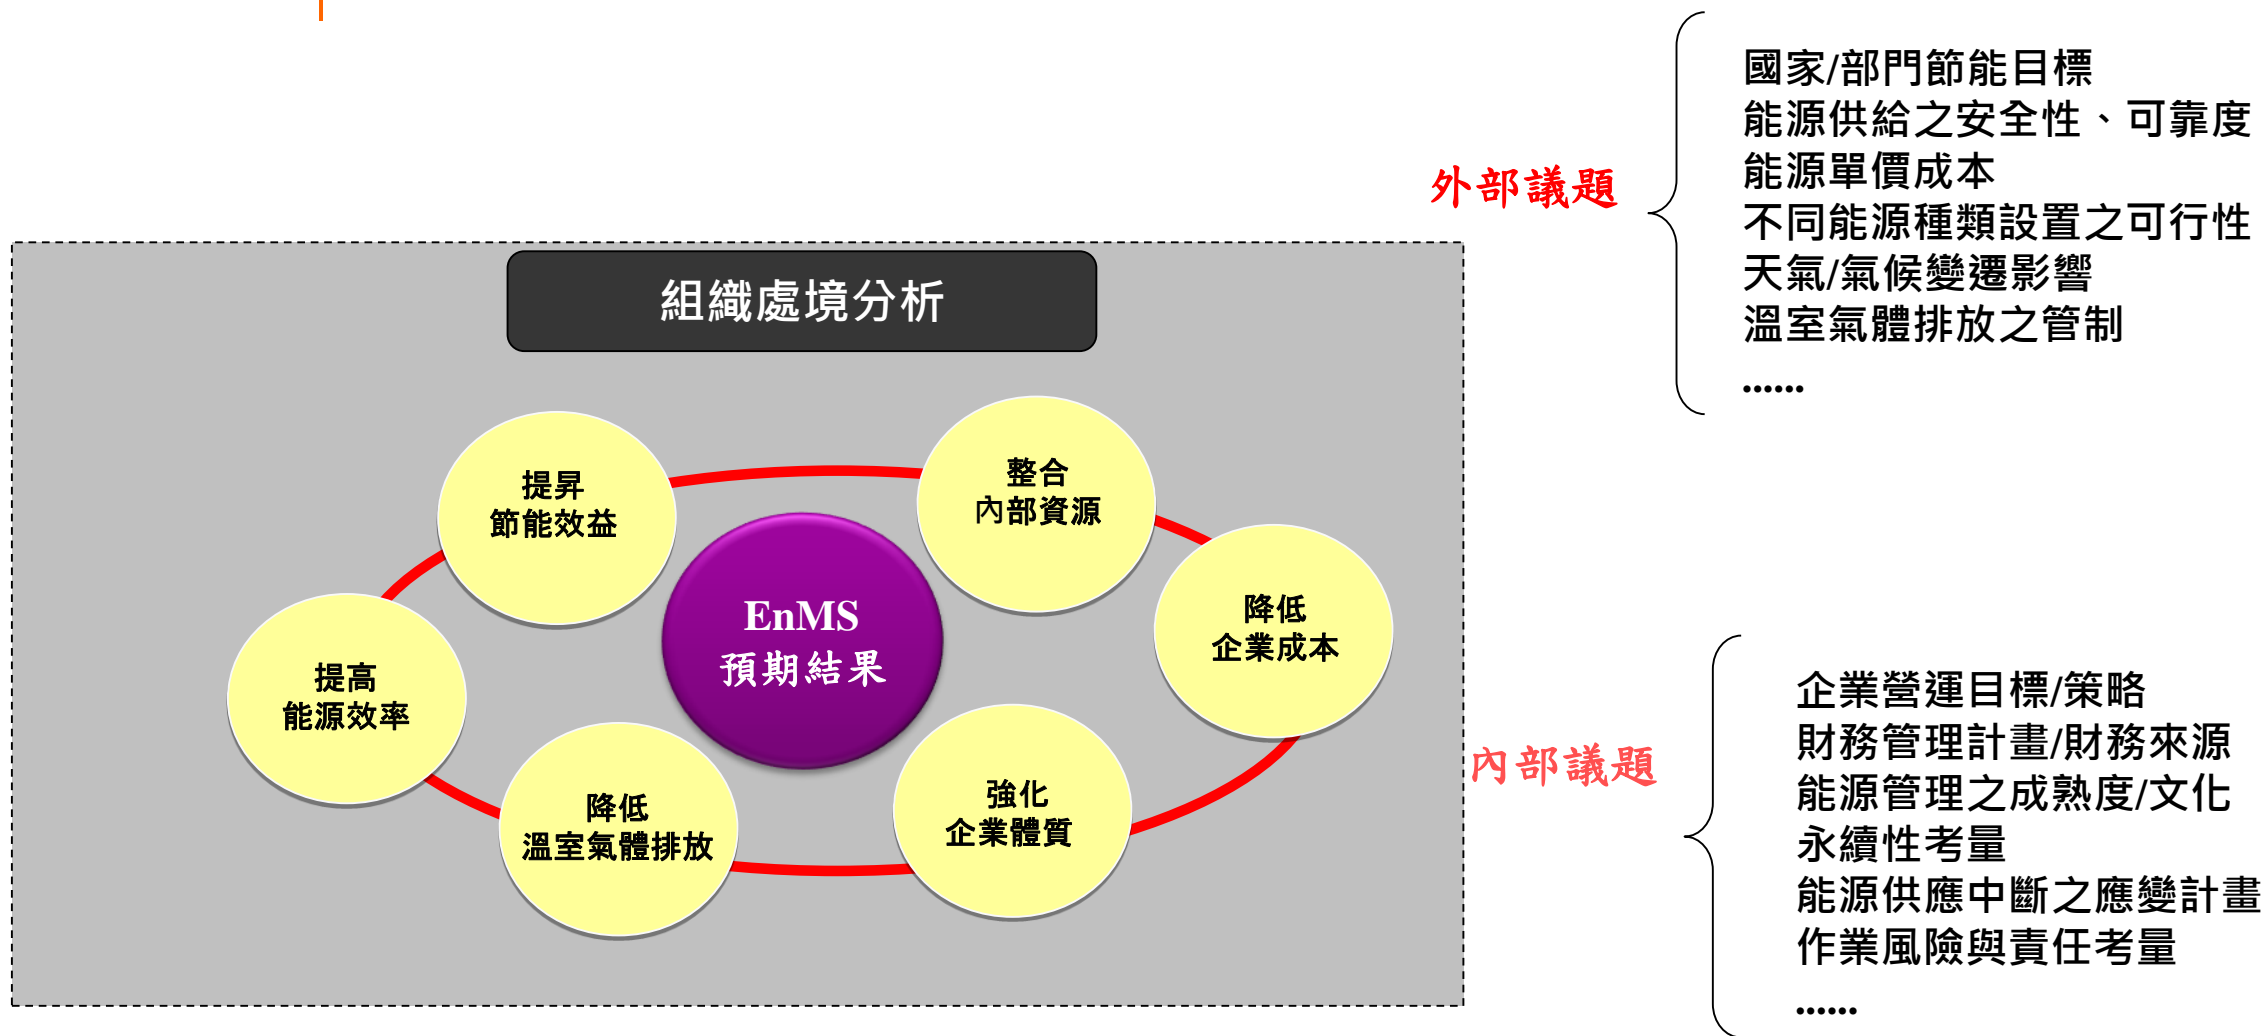 外部議題
國家/部門節能目標
能源供給之安全性、可靠度
能源單價成本
不同能源種類設置之可行性
天氣/氣候變遷影響
溫室氣體排放之管制
......
組織處境分析
提昇
節能效益
整合
內部資源
降低
企業成本
EnMS
預期結果
提高
能源效率
降低
溫室氣體排放
強化
企業體質
內部議題
企業營運目標/策略
財務管理計畫/財務來源
能源管理之成熟度/文化
永續性考量
能源供應中斷之應變計畫
作業風險與責任考量
......